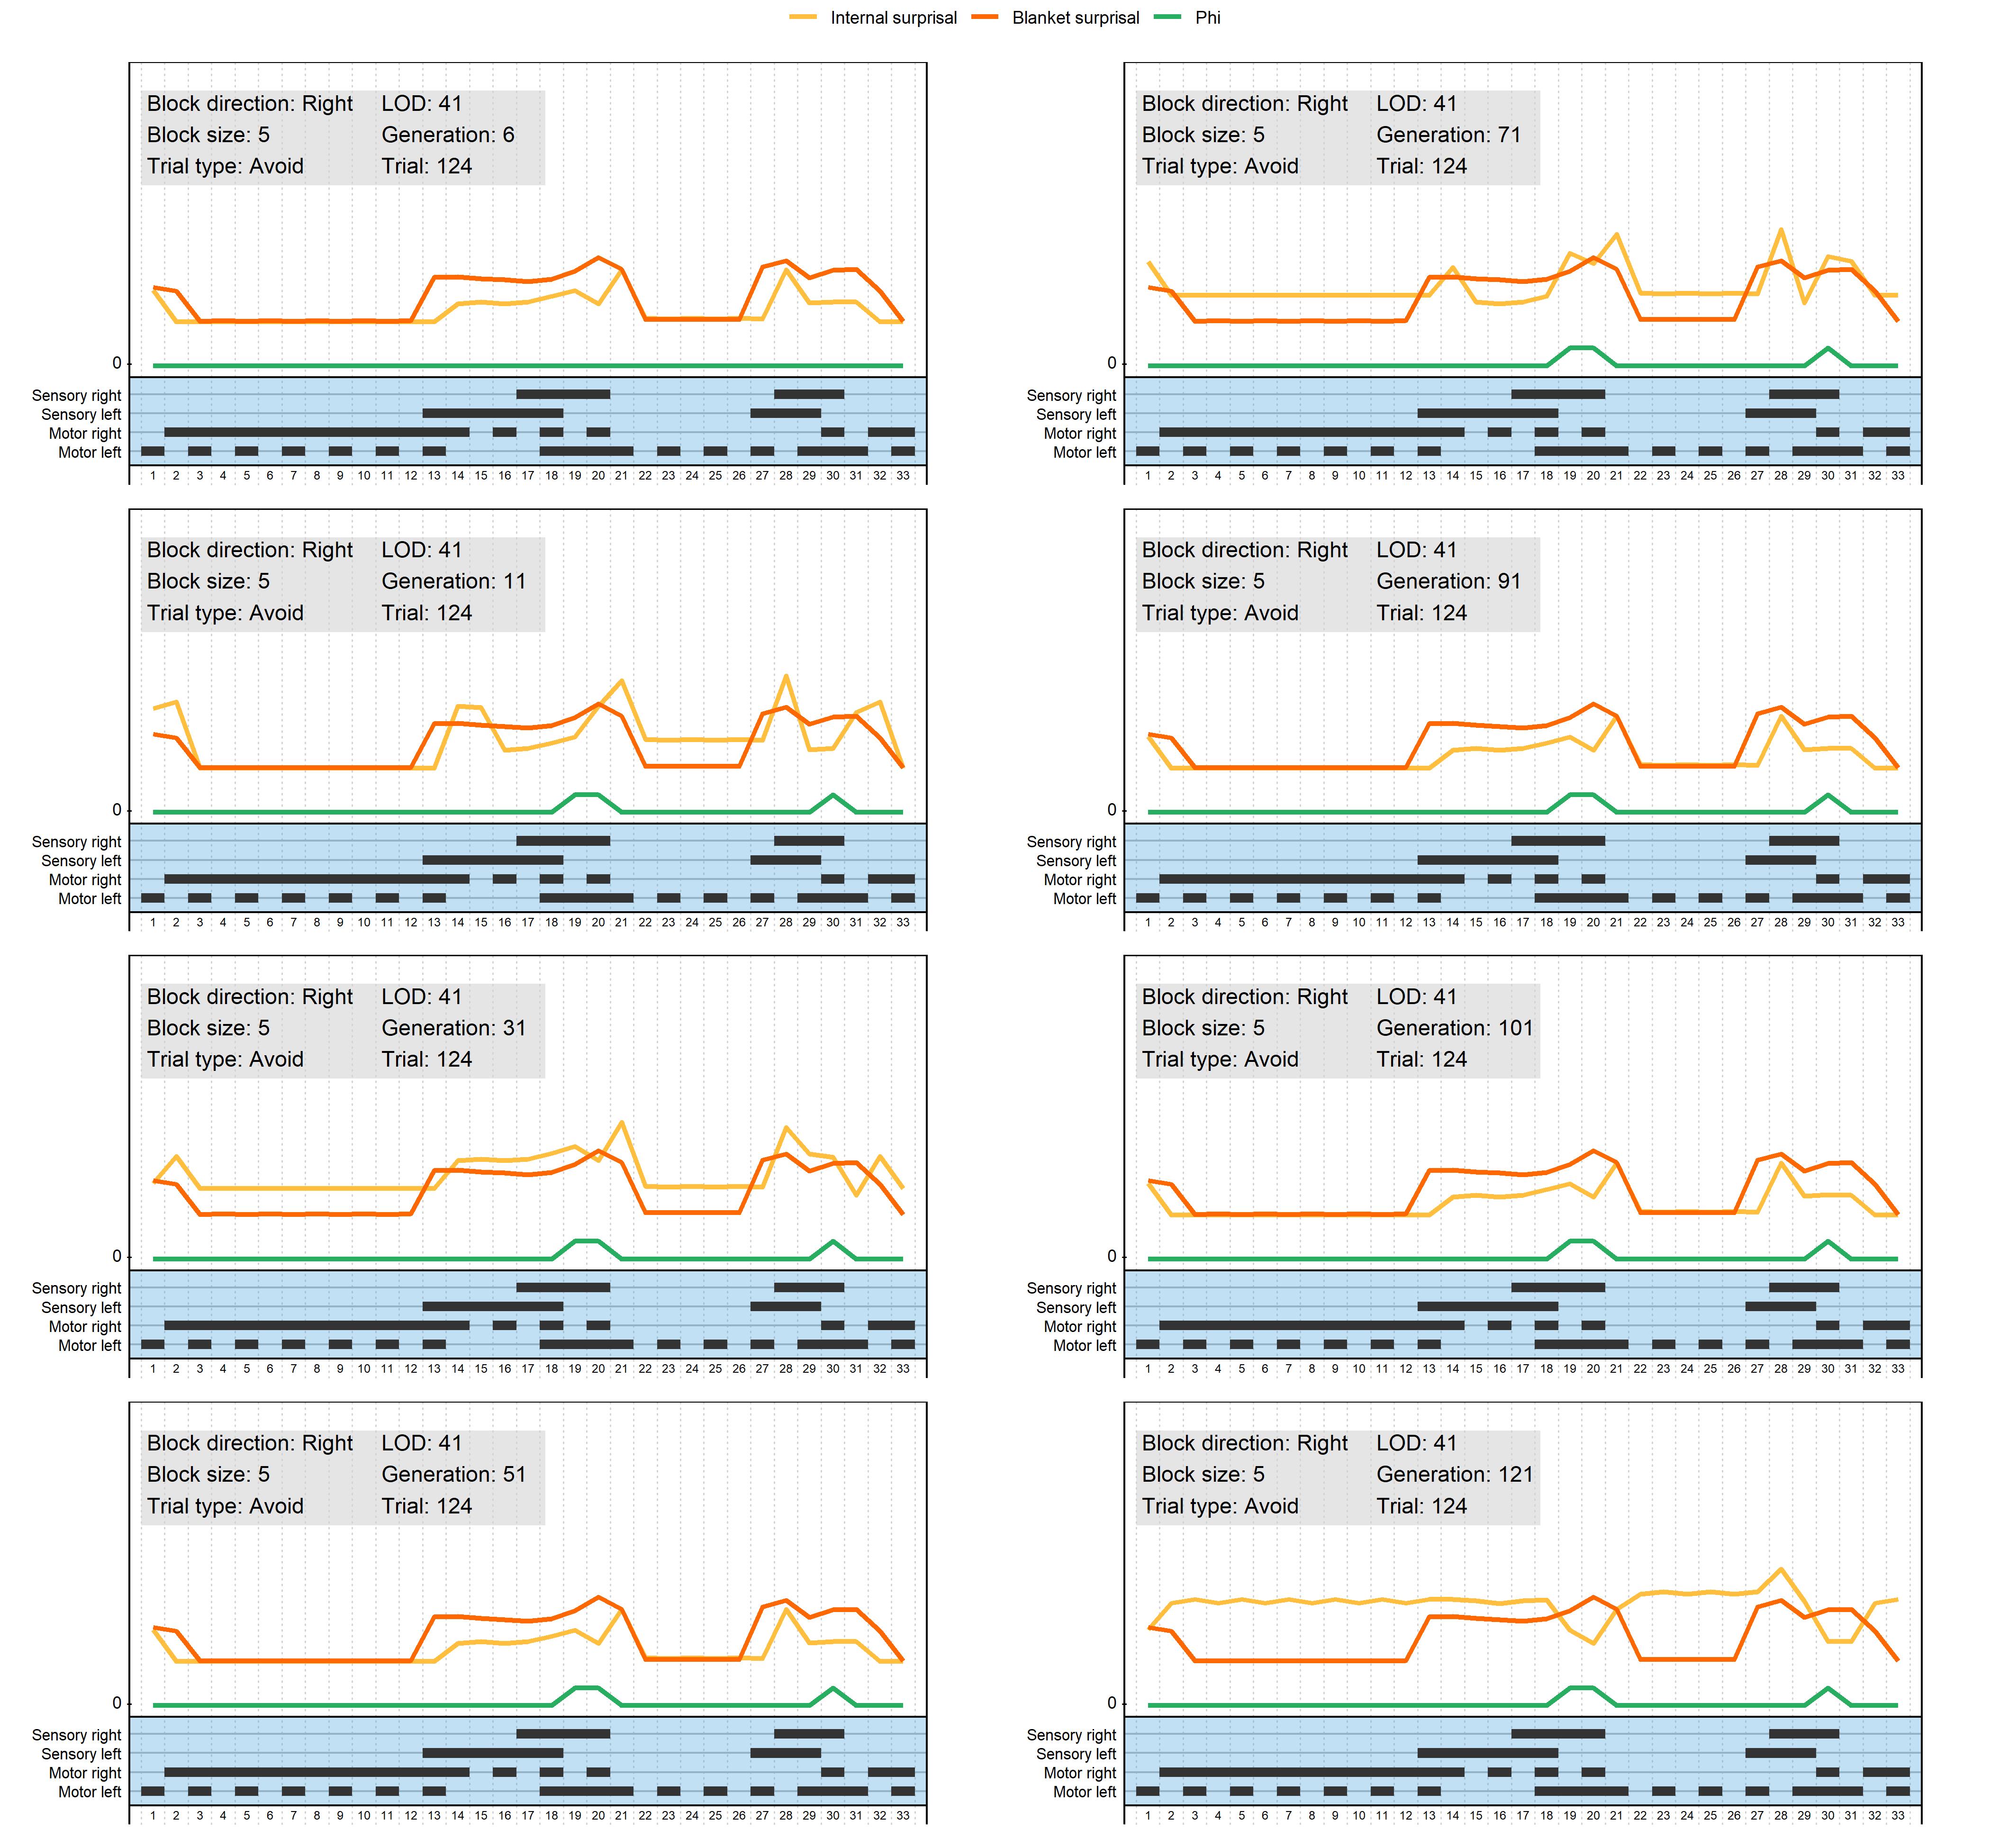 Internal surprisal Blanket surprisal Phi
Block direction: Right LOD: 41
Block size: 5 Generation: 6
Trial type: Avoid Trial: 124
0
Sensory right
Sensory left
Motor right
Motor left
1 2 3 4 5 6 7 8 9 10 11 12 13 14 15 16 17 18 19 20 21 22 23 24 25 26 27 28 29 30 31 32 33
Block direction: Right LOD: 41
Block size: 5 Generation: 71
Trial type: Avoid Trial: 124
0
Sensory right
Sensory left
Motor right
Motor left
1 2 3 4 5 6 7 8 9 10 11 12 13 14 15 16 17 18 19 20 21 22 23 24 25 26 27 28 29 30 31 32 33
Block direction: Right LOD: 41
Block size: 5 Generation: 11
Trial type: Avoid Trial: 124
0
Sensory right
Sensory left
Motor right
Motor left
1 2 3 4 5 6 7 8 9 10 11 12 13 14 15 16 17 18 19 20 21 22 23 24 25 26 27 28 29 30 31 32 33
Block direction: Right LOD: 41
Block size: 5 Generation: 91
Trial type: Avoid Trial: 124
0
Sensory right
Sensory left
Motor right
Motor left
1 2 3 4 5 6 7 8 9 10 11 12 13 14 15 16 17 18 19 20 21 22 23 24 25 26 27 28 29 30 31 32 33
Block direction: Right LOD: 41
Block size: 5 Generation: 31
Trial type: Avoid Trial: 124
0
Sensory right
Sensory left
Motor right
Motor left
1 2 3 4 5 6 7 8 9 10 11 12 13 14 15 16 17 18 19 20 21 22 23 24 25 26 27 28 29 30 31 32 33
Block direction: Right LOD: 41
Block size: 5 Generation: 101
Trial type: Avoid Trial: 124
0
Sensory right
Sensory left
Motor right
Motor left
1 2 3 4 5 6 7 8 9 10 11 12 13 14 15 16 17 18 19 20 21 22 23 24 25 26 27 28 29 30 31 32 33
Block direction: Right LOD: 41
Block size: 5 Generation: 51
Trial type: Avoid Trial: 124
0
Sensory right
Sensory left
Motor right
Motor left
1 2 3 4 5 6 7 8 9 10 11 12 13 14 15 16 17 18 19 20 21 22 23 24 25 26 27 28 29 30 31 32 33
Block direction: Right LOD: 41
Block size: 5 Generation: 121
Trial type: Avoid Trial: 124
0
Sensory right
Sensory left
Motor right
Motor left
1 2 3 4 5 6 7 8 9 10 11 12 13 14 15 16 17 18 19 20 21 22 23 24 25 26 27 28 29 30 31 32 33